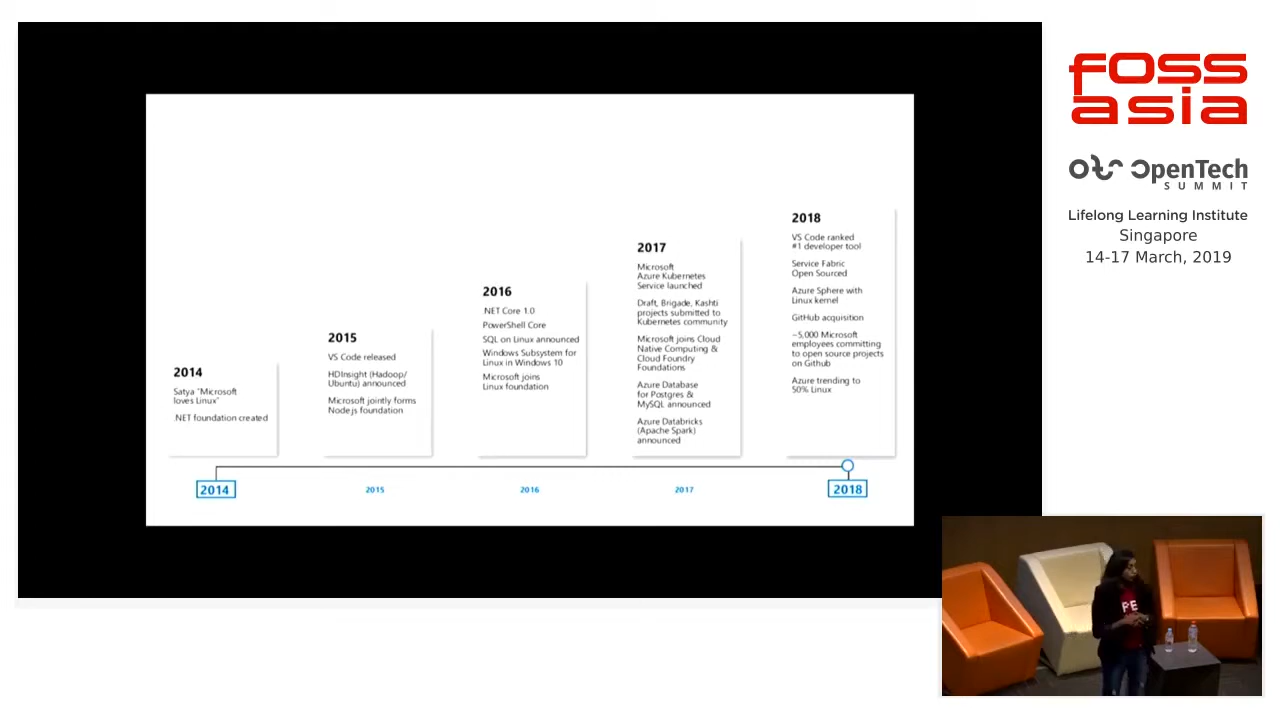 2014
Satya "Microsoft
loves Linux"
.NET foundation created
2015
VS Code released
HDInsight (Hadoop/
Ubuntu) announced
Microsoft jointly forms
Node.js foundation
2016
.NET Core 1.0
PowerShell Core
SQL on Linux announced
Windows Subsystem for
Linux in Windows 10
Microsoft joins
Linux foundation
2017
Microsoft
Azure Kubernetes
Service launched
Draft, Brigade, Kashti
projects submitted to
Kubernetes community
Microsoft joins Cloud
Native Computing &
Cloud Foundry
Foundations
Azure Database
for Postgres &
MySQL announced
Azure Databricks
(Apache Spark)
announced
2018
VS Code ranked
#1 developer tool
Service Fabric
Open Sourced
Azure Sphere with
Linux kernel
GitHub acquisition
~5,000 Microsoft
employees committing
to open source projects
on Github
Azure trending to
50% Linux
2014
2015
2016
2017
2018
fOSS
asia
OTS OpenTech
SUMMIT
Lifelong Learning Institute
Singapore
14-17 March, 2019